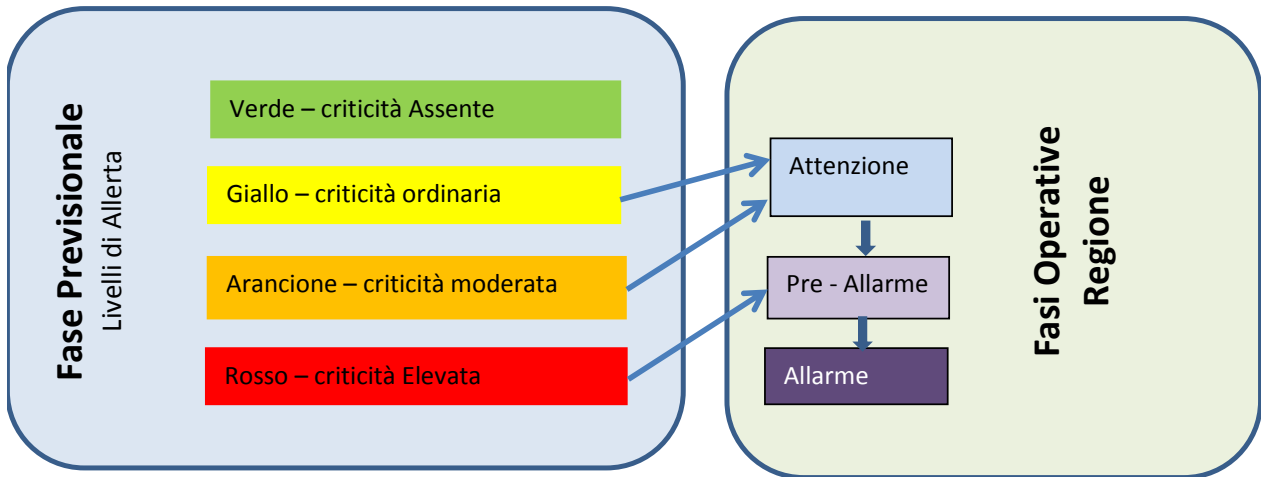 Fase Previsionale
Livelli di Allerta
Verde – criticità Assente
Giallo – criticità ordinaria
Arancione – criticità moderata
Rosso – criticità Elevata
Attenzione
Pre - Allarme
Allarme
Fasi Operative
Regione